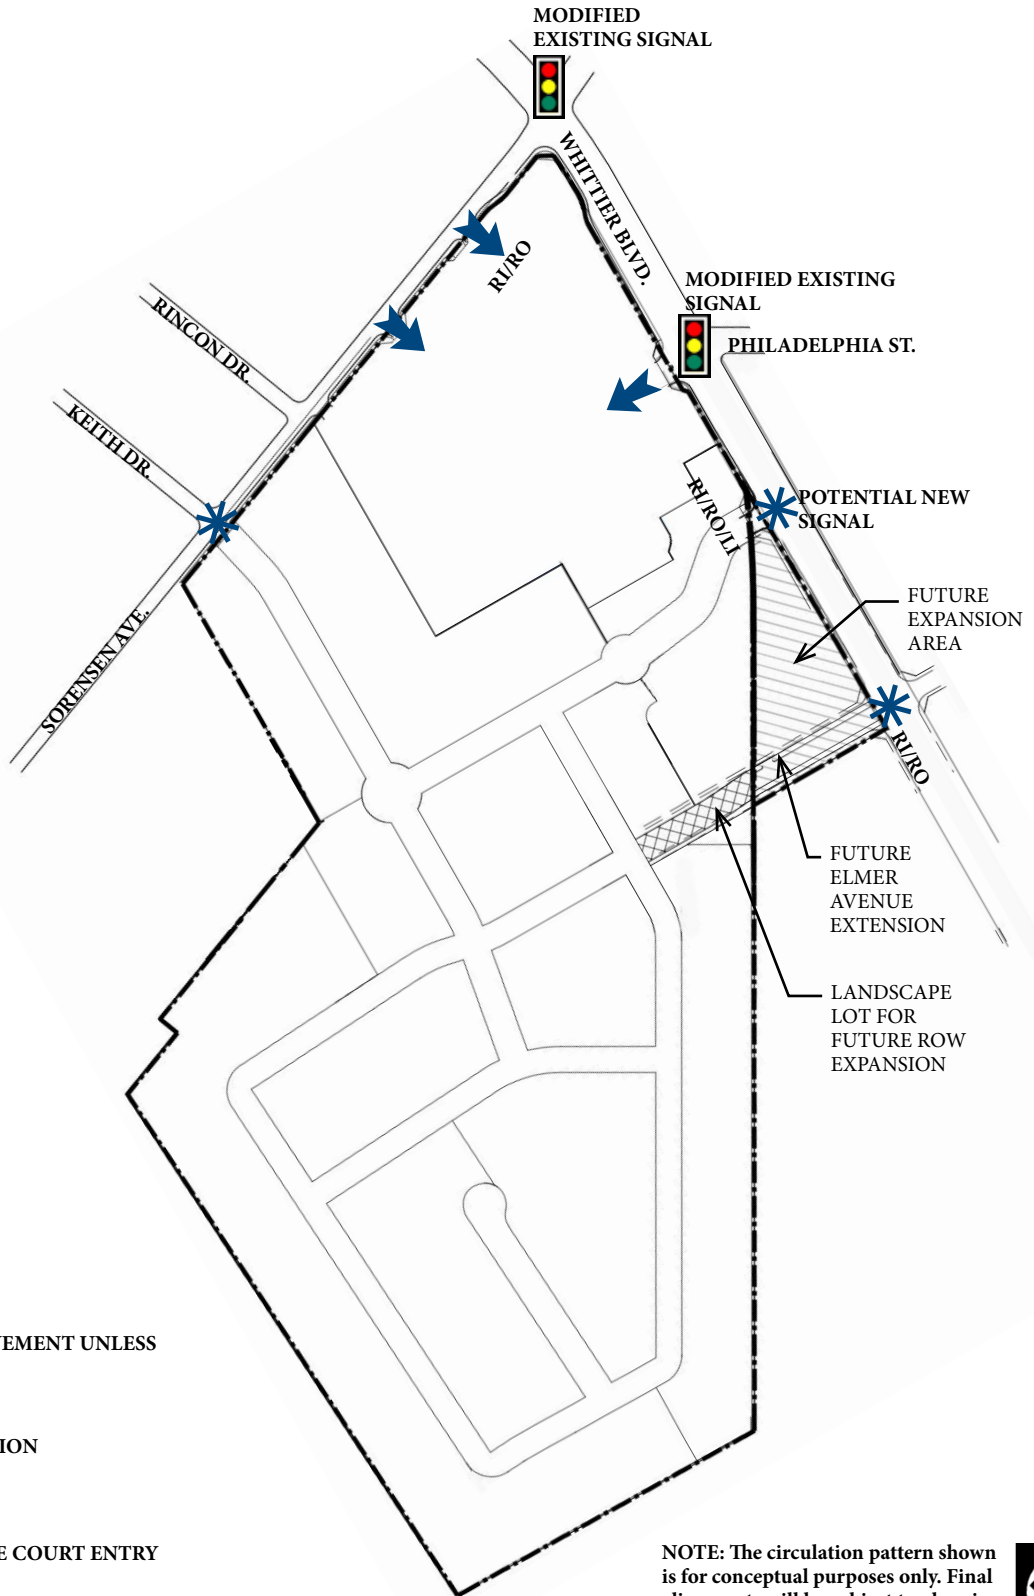 MODIFIED
EXISTING SIGNAL
WHITTIER BLVD.
RI/RO
MODIFIED EXISTING
SIGNAL
PHILADELPHIA ST.
RINCON DR.
KEITH DR.
SORENSEN AVE.
RI/RO/LI
POTENTIAL NEW
SIGNAL
FUTURE
EXPANSION
AREA
RI/RO
FUTURE
ELMER
AVENUE
EXTENSION
LANDSCAPE
LOT FOR
FUTURE ROW
EXPANSION
VEMENT UNLESS
ION
E COURT ENTRY
NOTE: The circulation pattern shown
is for conceptual purposes only. Final